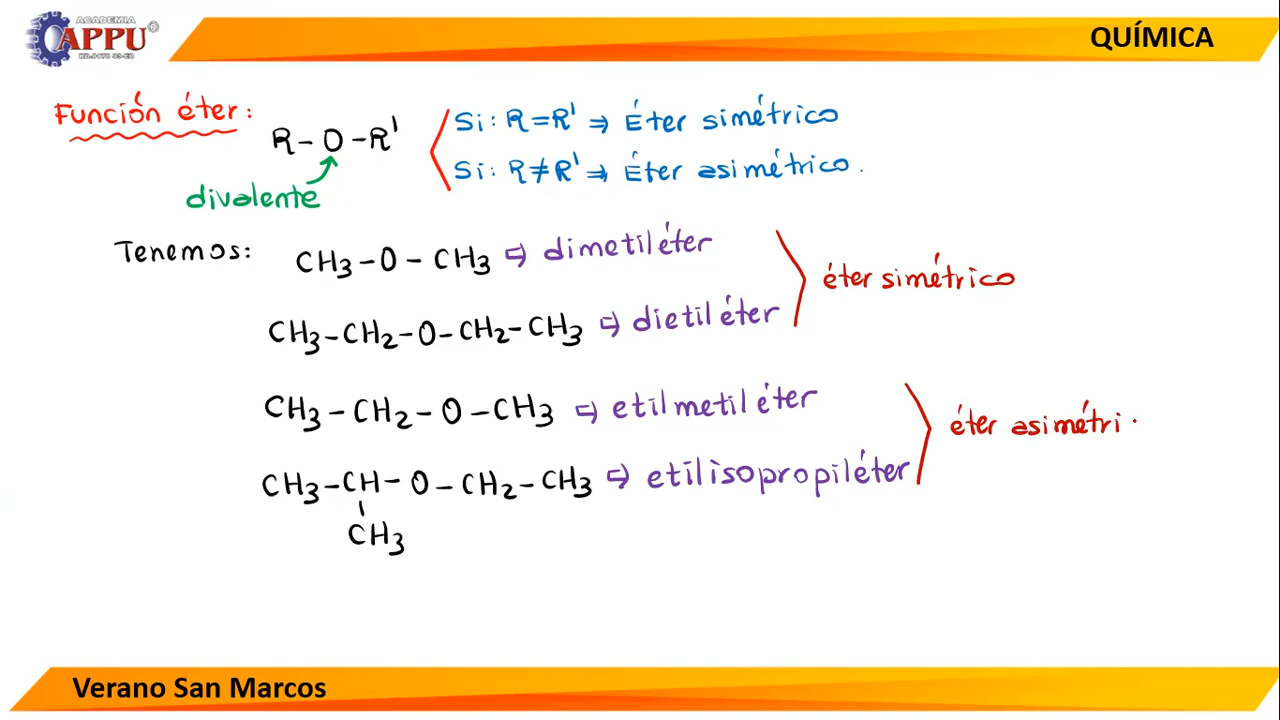 ACADEMIA
APPU®
QUÍMICA
Función éter:
R-O-R'
Si: R=R' ⇒ Éter simétrico
Si: R≠R' ⇒ Éter asimétrico.
divalente
Tenemos:
CH3-O-CH3 ⇨ dimetiléter
éter simétrico
CH3-CH2-O-CH2-CH3 ⇨ dietiléter
CH3-CH2-O-CH3 ⇨ etilmetiléter
éter asimétri
CH3-CH-O-CH2-CH3 ⇨ etilisopropiléter
CH3
Verano San Marcos